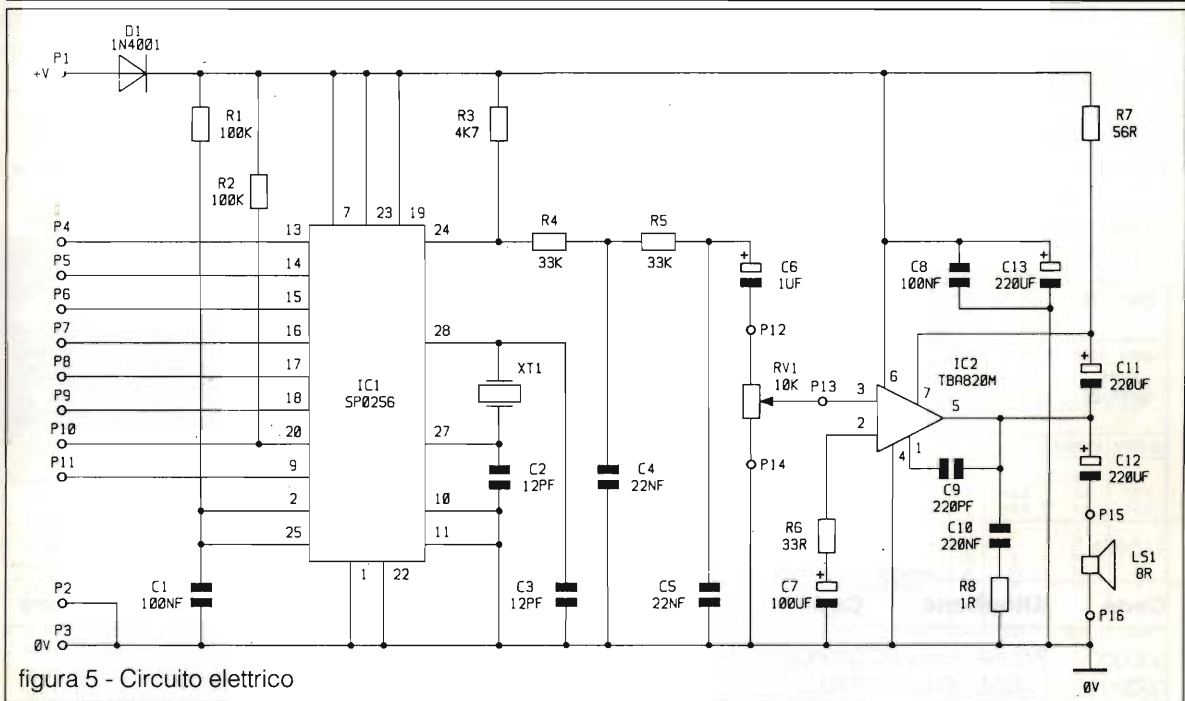 D1
1N4001
P1
+V
R1
100K
R2
100K
R3
4K7
R7
56R
P4
P5
P6
P7
P8
P9
P10
P11
13
14
15
16
17
18
20
9
2
25
7
23
19
24
28
27
10
11
1
22
IC1
SP0256
R4
33K
R5
33K
XT1
C2
12PF
C3
12PF
C4
22NF
C5
22NF
C6
1UF
+
P12
RV1
10K
P13
P14
C8
100NF
C13
220UF
+
IC2
TBA820M
3
2
6
7
5
1
4
C9
220PF
C10
220NF
R8
1R
R6
33R
C7
100UF
+
C11
220UF
+
C12
220UF
+
P15
LS1
8R
P16
C1
100NF
P2
P3
0V
0V
figura 5 - Circuito elettrico